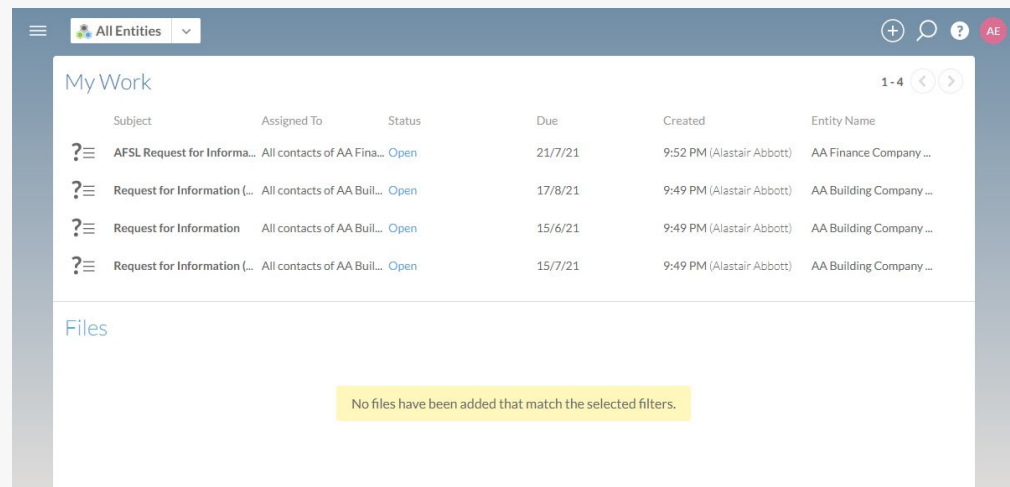 All Entities
? AE
My Work 1 - 4
Subject Assigned To Status Due Created Entity Name
? AFSL Request for Informa... All contacts of AA Fina... Open 21/7/21 9:52 PM (Alastair Abbott) AA Finance Company ...
? Request for Information (... All contacts of AA Buil... Open 17/8/21 9:49 PM (Alastair Abbott) AA Building Company ...
? Request for Information All contacts of AA Buil... Open 15/6/21 9:49 PM (Alastair Abbott) AA Building Company ...
? Request for Information (... All contacts of AA Buil... Open 15/7/21 9:49 PM (Alastair Abbott) AA Building Company ...
Files
No files have been added that match the selected filters.